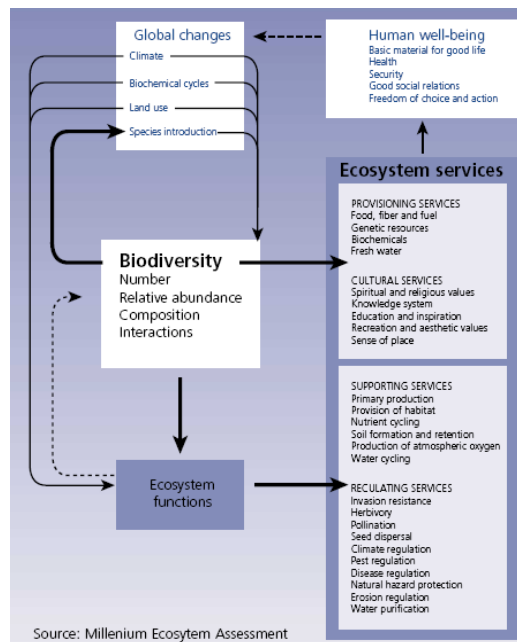 Global changes
Climate
Biochemical cycles
Land use
Species introduction
Human well-being
Basic material for good life
Health
Security
Good social relations
Freedom of choice and action
Ecosystem services
PROVISIONING SERVICES
Food, fiber and fuel
Genetic resources
Biochemicals
Fresh water
CULTURAL SERVICES
Spiritual and religious values
Knowledge system
Education and inspiration
Recreation and aesthetic values
Sense of place
Biodiversity
Number
Relative abundance
Composition
Interactions
SUPPORTING SERVICES
Primary production
Provision of habitat
Nutrient cycling
Soil formation and retention
Production of atmospheric oxygen
Water cycling
Ecosystem
functions
RECULATING SERVICES
Invasion resistance
Herbivory
Pollination
Seed dispersal
Climate regulation
Pest regulation
Disease regulation
Natural hazard protection
Erosion regulation
Water purification
Source: Millenium Ecosytem Assessment